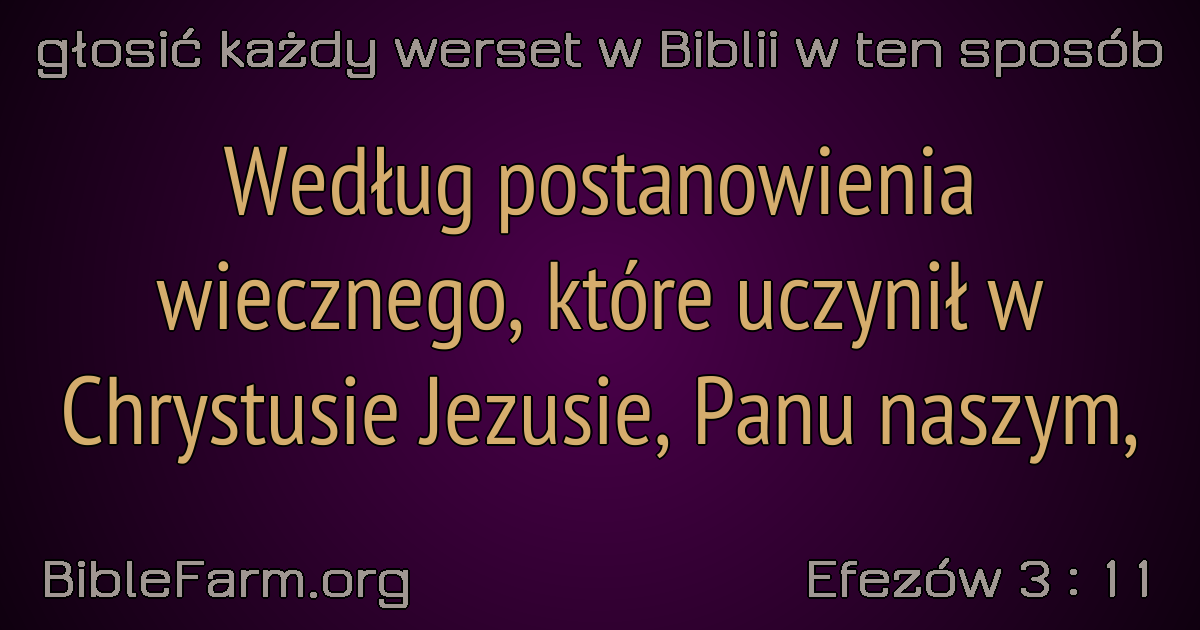 głosić każdy werset w Biblii w ten sposób
Według postanowienia
wiecznego, które uczynił w
Chrystusie Jezusie, Panu naszym,
BibleFarm.org
Efezów 3 : 11